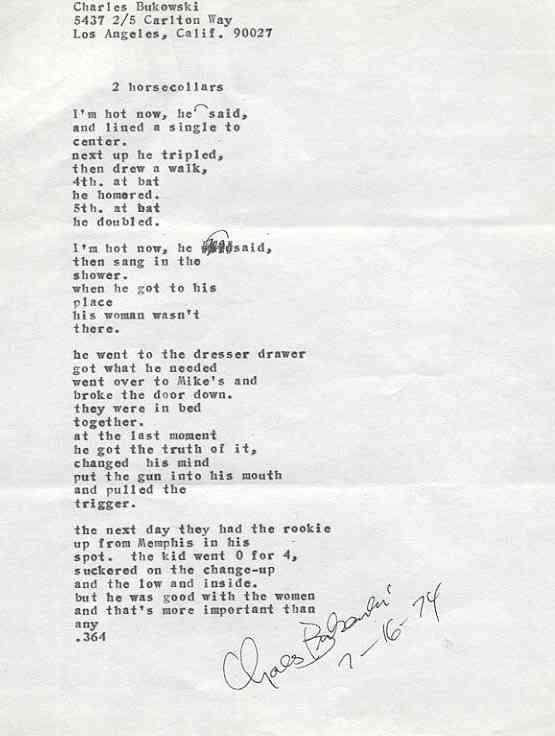 Charles Bukowski
5437 2/5 Carlton Way
Los Angeles, Calif. 90027
2 horsecollars
I'm hot now, he said,
and lined a single to
center.
next up he tripled,
then drew a walk,
4th. at bat
he homered.
5th. at bat
he doubled.
I'm hot now, he said,
then sang in the
shower.
when he got to his
place
his woman wasn't
there.
he went to the dresser drawer
got what he needed
went over to Mike's and
broke the door down.
they were in bed
together.
at the last moment
he got the truth of it,
changed his mind
put the gun into his mouth
and pulled the
trigger.
the next day they had the rookie
up from Memphis in his
spot. the kid went 0 for 4,
suckered on the change-up
and the low and inside.
but he was good with the women
and that's more important than
any
.364
Charles Bukowski
7-16-74